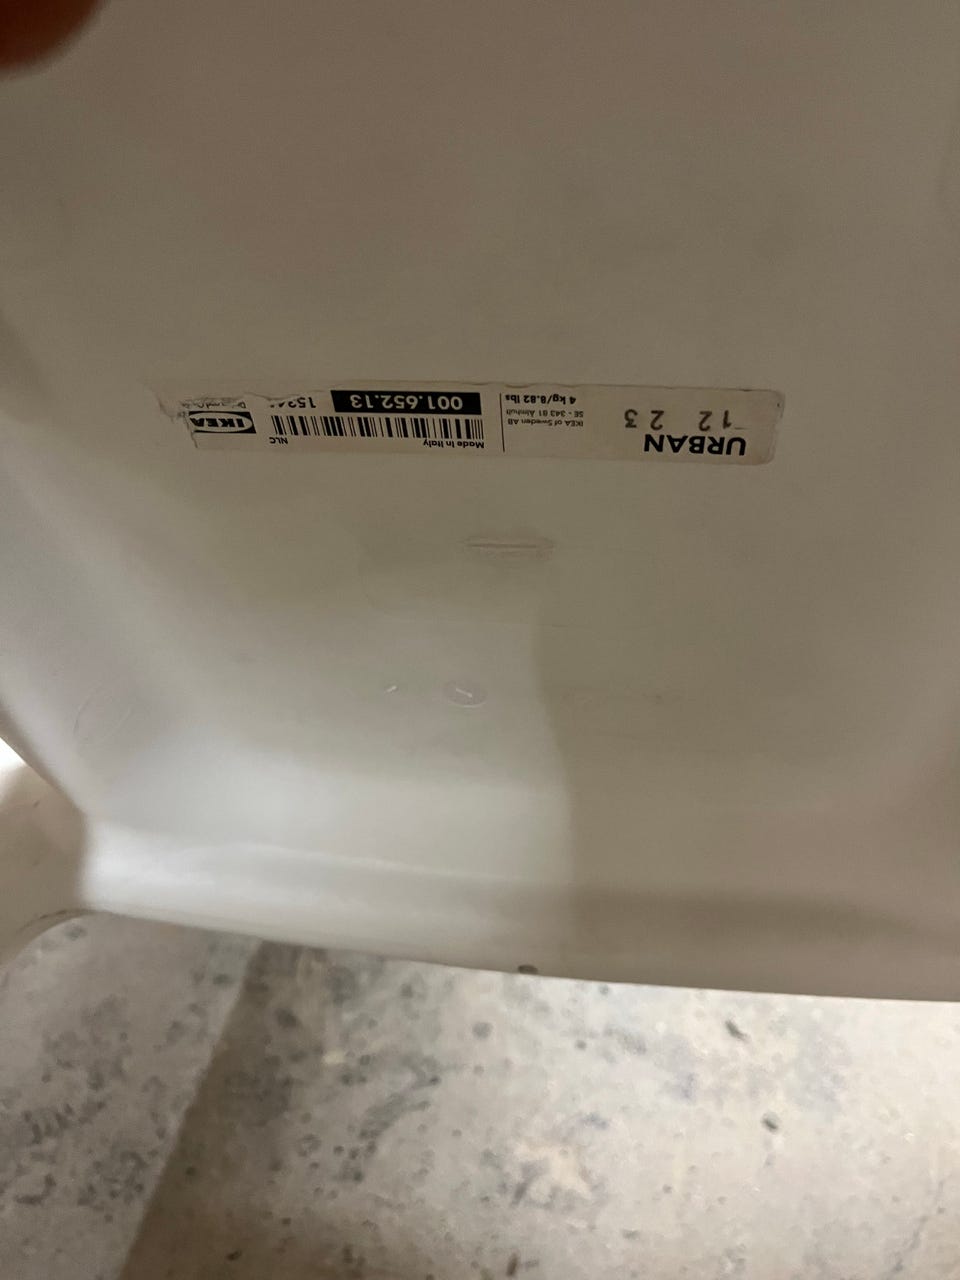 URBAN
12 2 3
IKEA of Sweden AB
SE - 343 81 Älmhult
4 kg/8.82 lbs
Made in Italy
NLC
001.652.13
IKEA